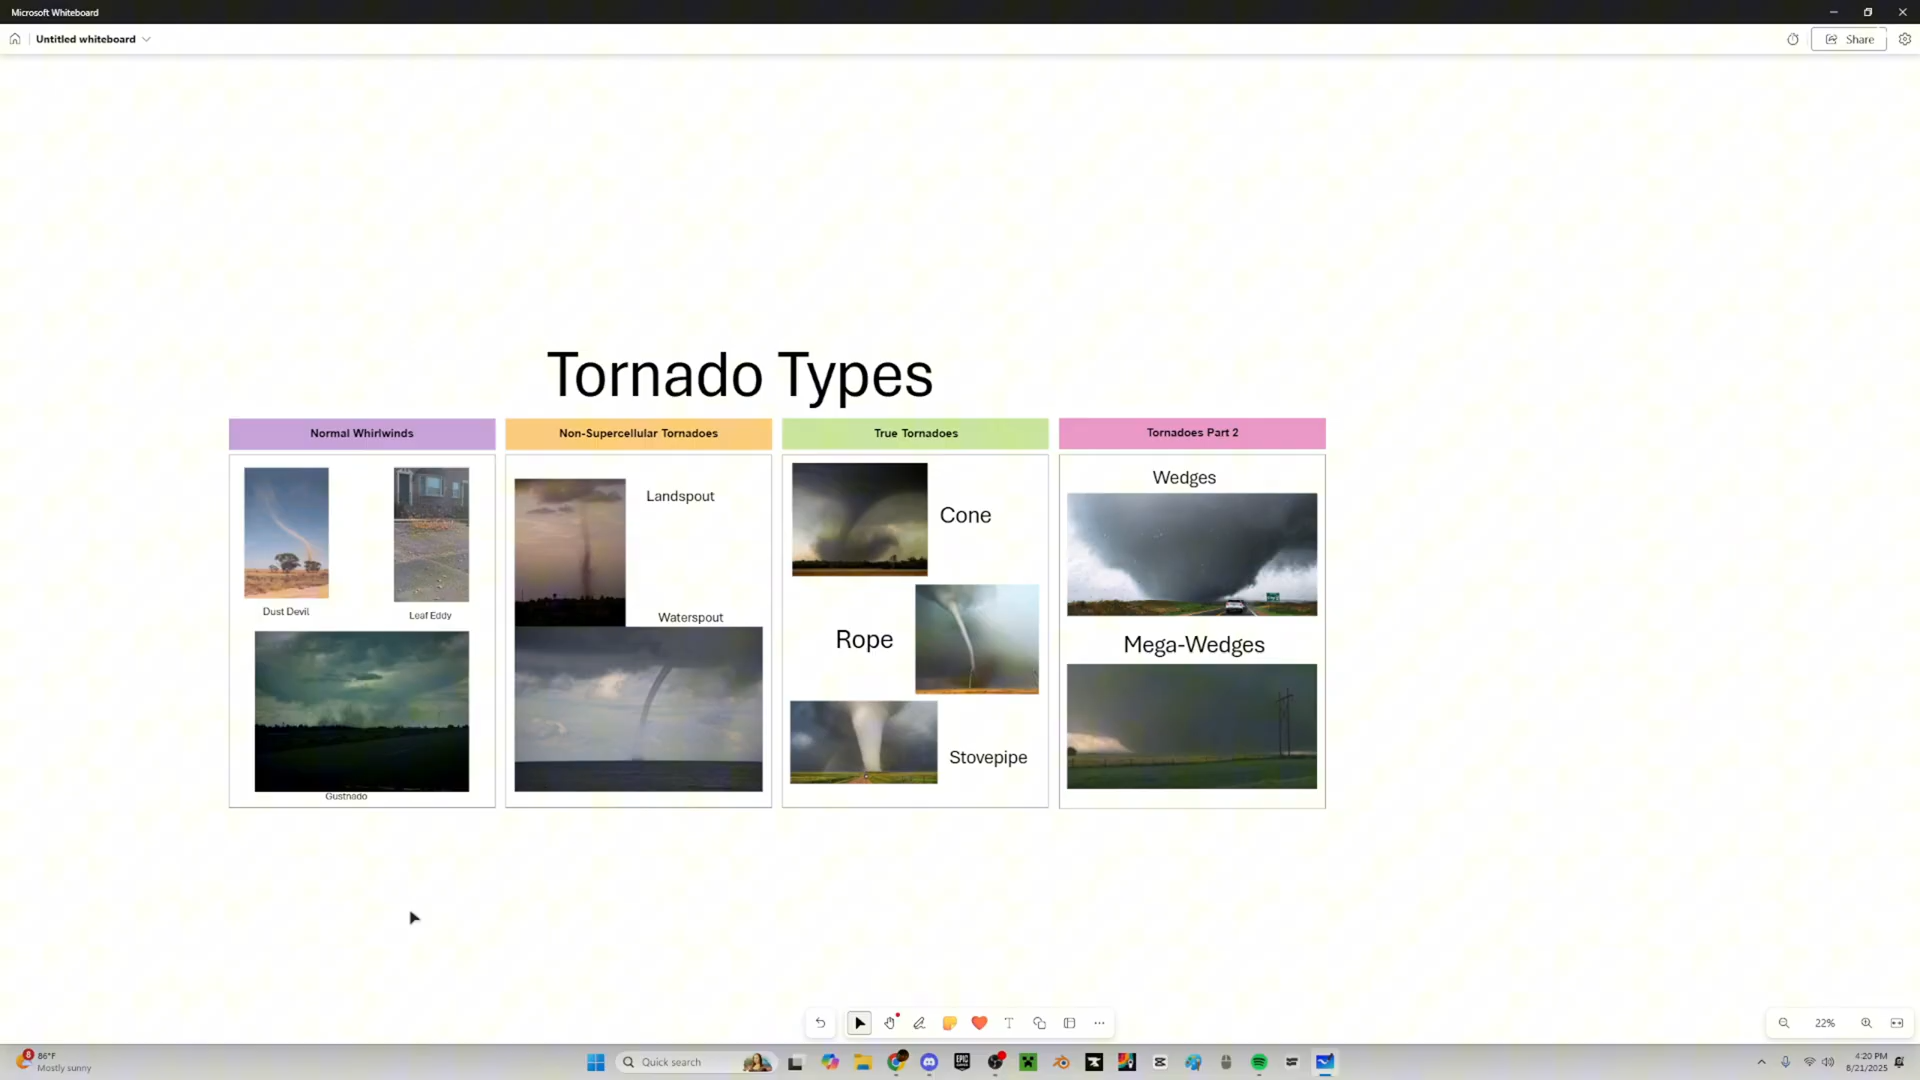 Microsoft Whiteboard
Untitled whiteboard
Share
Tornado Types
Normal Whirlwinds
Non-Supercellular Tornadoes
True Tornadoes
Tornadoes Part 2
Dust Devil
Leaf Eddy
Gustnado
Landspout
Waterspout
Cone
Rope
Stovepipe
Wedges
Mega-Wedges
22%
8
86°F
Mostly sunny
Quick search
EPIC
4:20 PM
8/21/2025